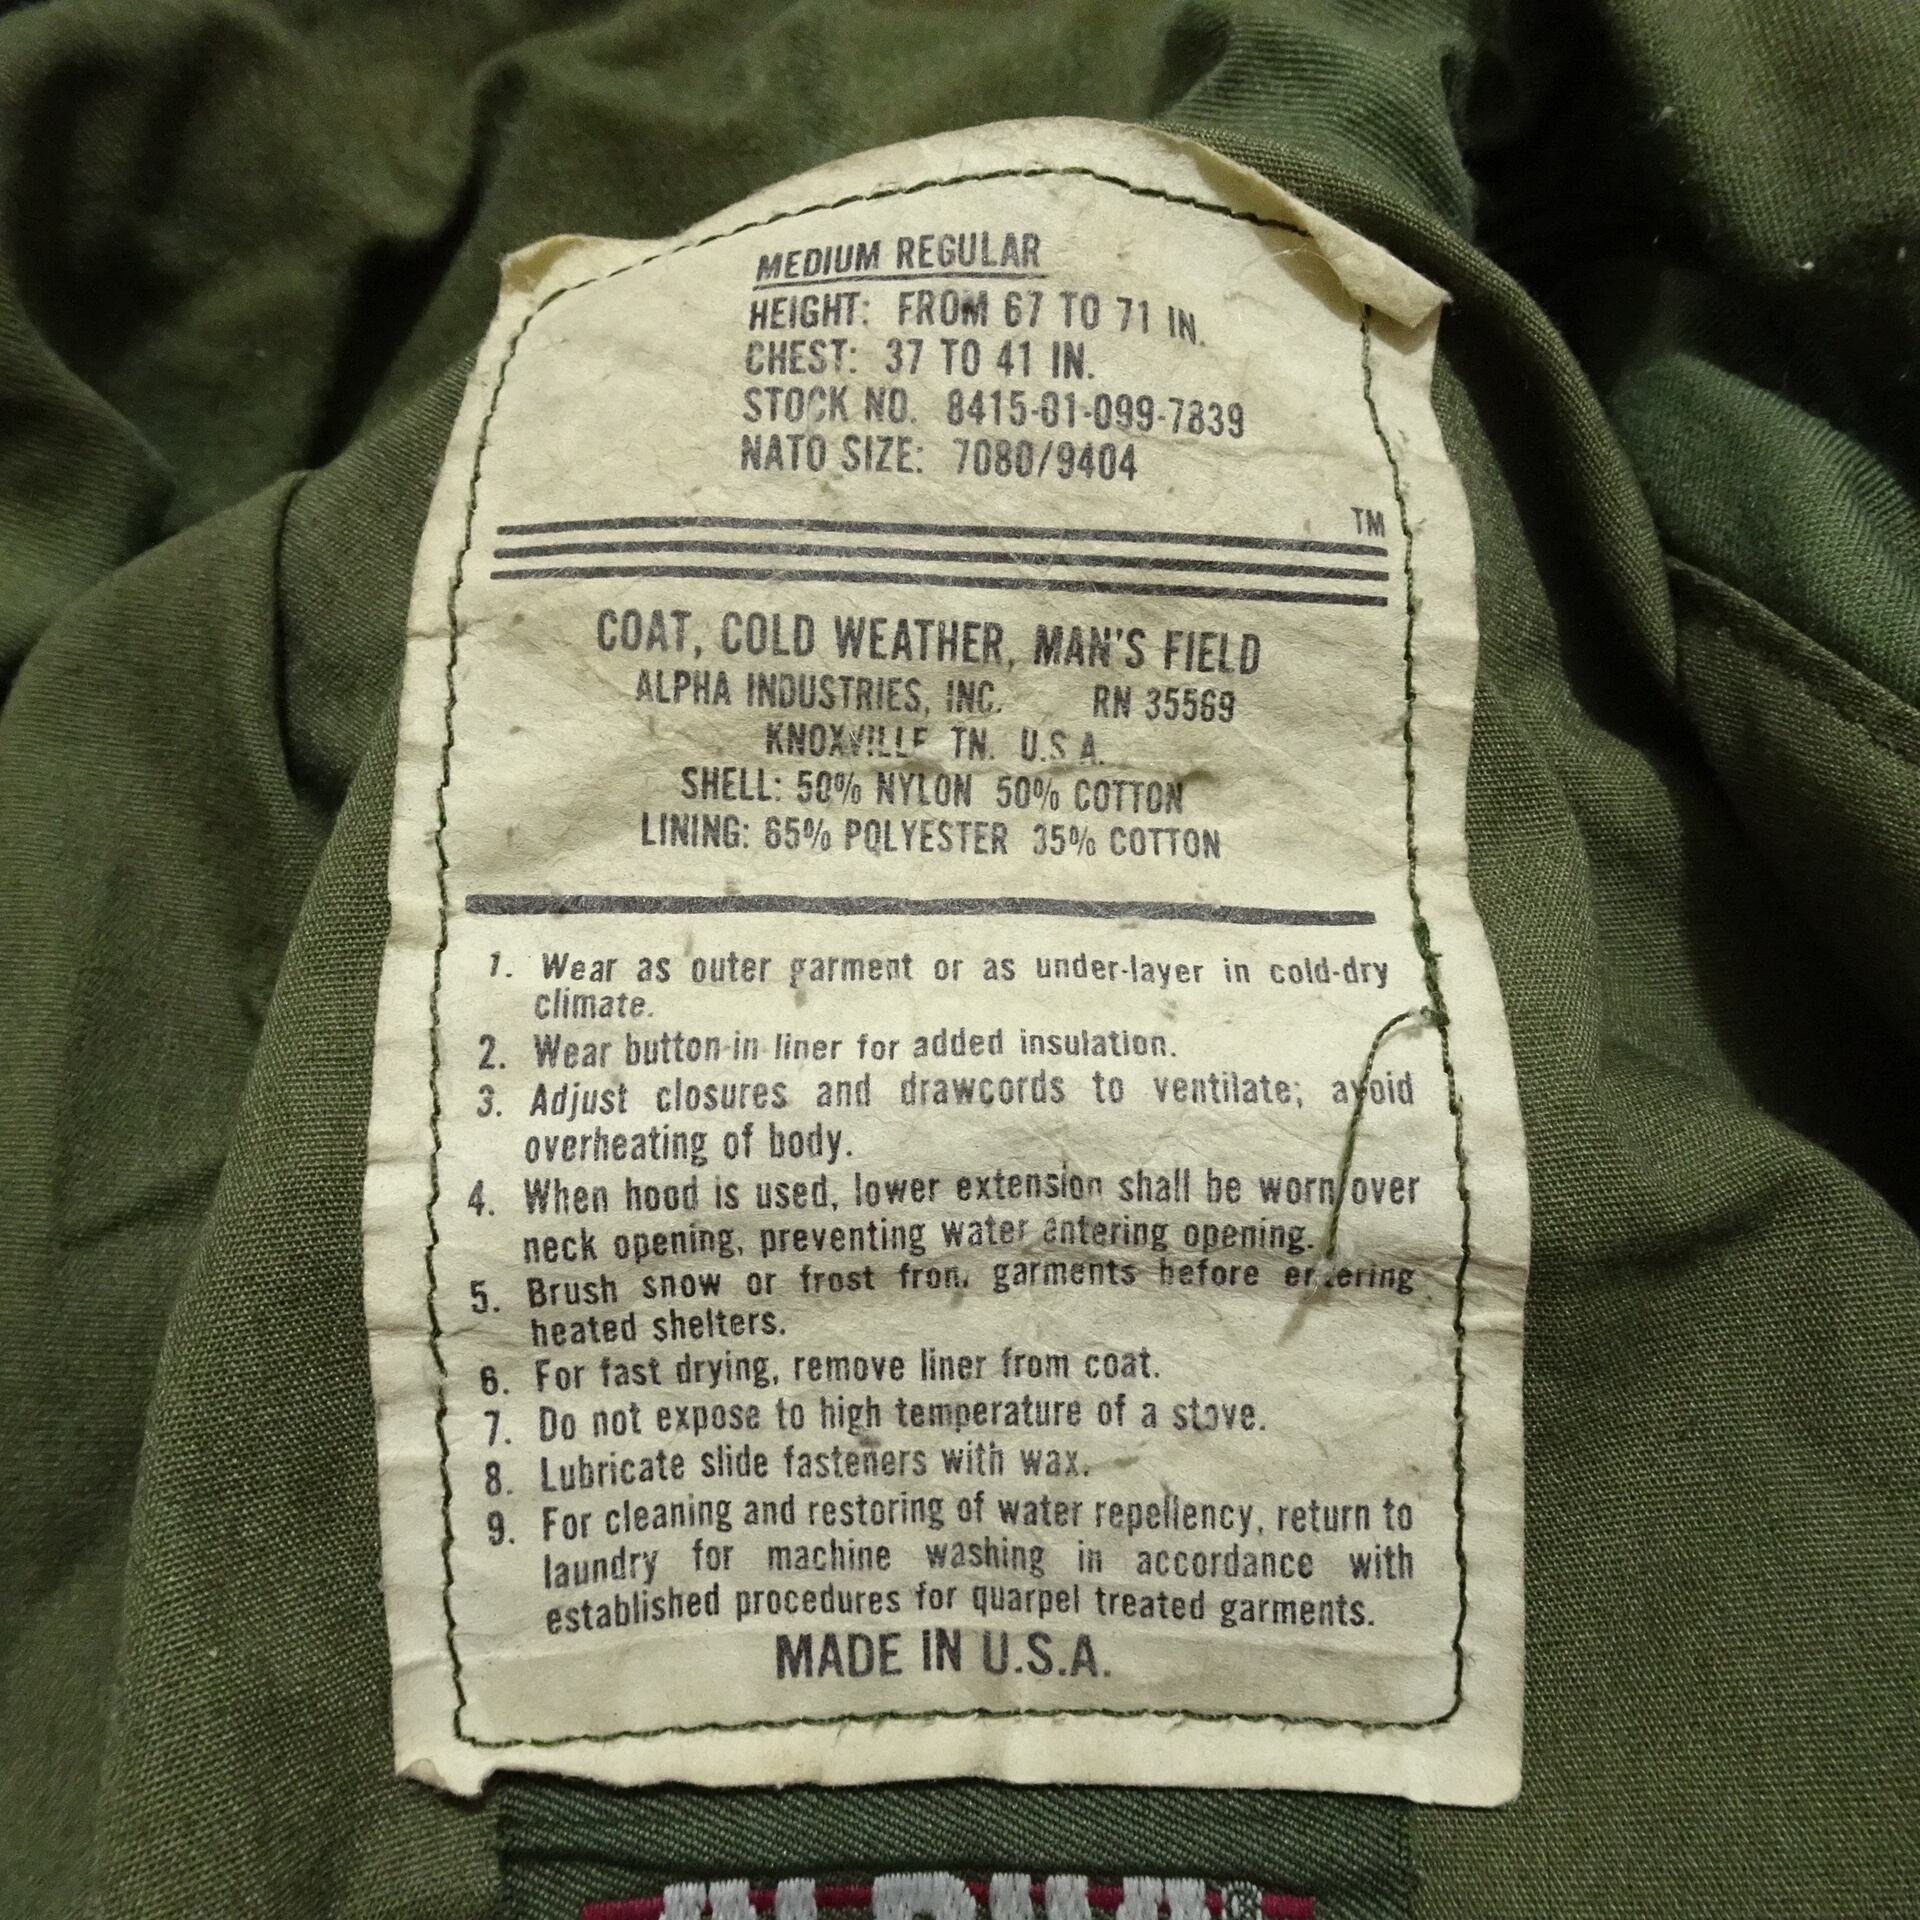 MEDIUM REGULAR
HEIGHT: FROM 67 TO 71 IN.
CHEST: 37 TO 41 IN.
STOCK NO. 8415-01-099-7839
NATO SIZE: 7080/9404
TM
COAT, COLD WEATHER, MAN'S FIELD
ALPHA INDUSTRIES, INC. RN 35569
KNOXVILLE TN. U.S.A.
SHELL: 50% NYLON 50% COTTON
LINING: 65% POLYESTER 35% COTTON
1. Wear as outer garment or as under-layer in cold-dry
climate.
2. Wear button-in liner for added insulation.
3. Adjust closures and drawcords to ventilate; avoid
overheating of body.
4. When hood is used, lower extension shall be worn over
neck opening, preventing water entering opening.
5. Brush snow or frost from garments before entering
heated shelters.
6. For fast drying, remove liner from coat.
7. Do not expose to high temperature of a stove.
8. Lubricate slide fasteners with wax.
9. For cleaning and restoring of water repellency, return to
laundry for machine washing in accordance with
established procedures for quarpel treated garments.
MADE IN U.S.A.